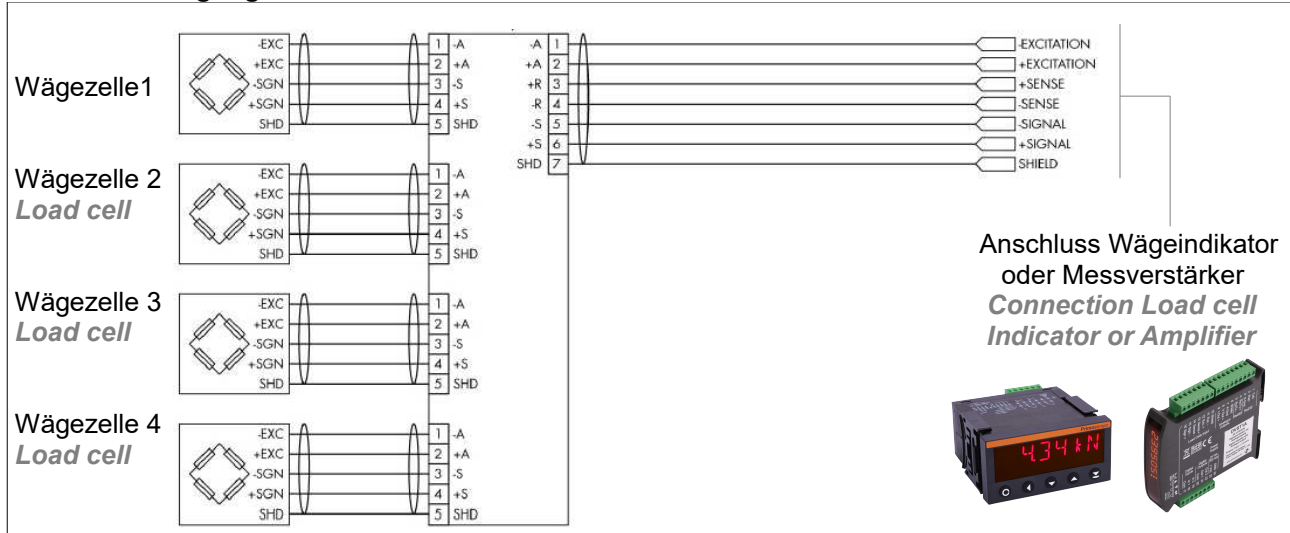 Wägezelle1
-EXC 1 -A
+EXC 2 +A
-SGN 3 -S
+SGN 4 +S
SHD 5 SHD
-A 1 -EXCITATION
+A 2 +EXCITATION
+R 3 +SENSE
-R 4 -SENSE
-S 5 -SIGNAL
+S 6 +SIGNAL
SHD 7 SHIELD
Wägezelle 2
Load cell
-EXC 1 -A
+EXC 2 +A
-SGN 3 -S
+SGN 4 +S
SHD 5 SHD
Wägezelle 3
Load cell
-EXC 1 -A
+EXC 2 +A
-SGN 3 -S
+SGN 4 +S
SHD 5 SHD
Wägezelle 4
Load cell
-EXC 1 -A
+EXC 2 +A
-SGN 3 -S
+SGN 4 +S
SHD 5 SHD
Anschluss Wägeindikator
oder Messverstärker
Connection Load cell
Indicator or Amplifier
4.34kN